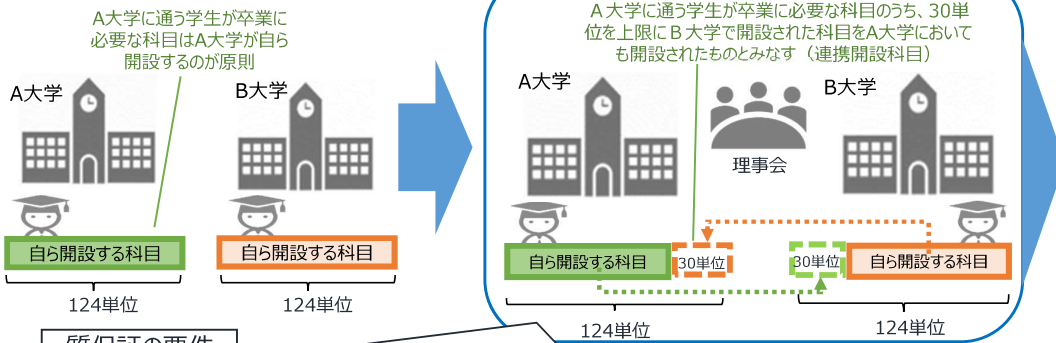 A大学に通う学生が卒業に
必要な科目はA大学が自ら
開設するのが原則
A大学
B大学
自ら開設する科目
自ら開設する科目
124単位
124単位
A大学に通う学生が卒業に必要な科目のうち、30単
位を上限にB大学で開設された科目をA大学において
も開設されたものとみなす（連携開設科目）
A大学
B大学
理事会
自ら開設する科目
30単位
30単位
自ら開設する科目
124単位
124単位
質保証の要件